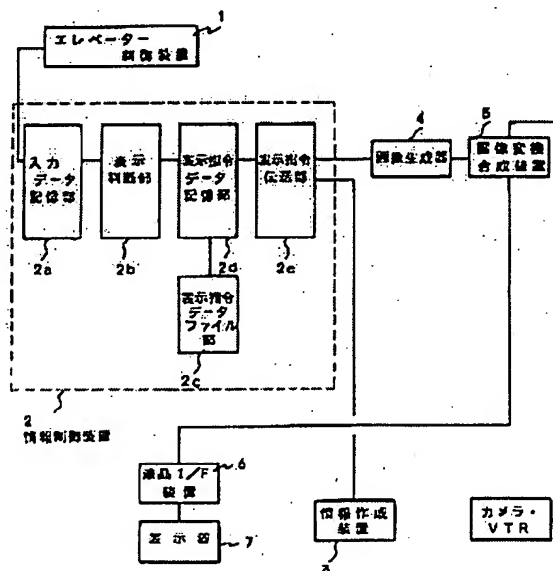 1
エレベーター
制御装置
4
5
画像生成器
画像変換
合成装置
入力
データ
記憶部
表示
判断部
表示指令
データ
記憶部
表示指令
伝送部
2a
2b
2d
2e
表示指令
データ
ファイル
部
2c
2
情報制御装置
液晶I/F
装置
6
表示器
7
情報作成
装置
3
カメラ・
VTR